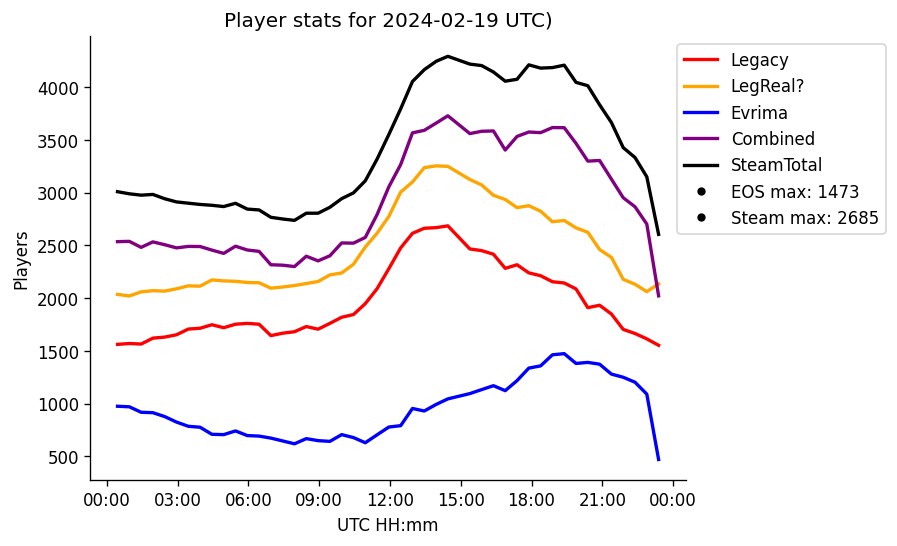 Player stats for 2024-02-19 UTC)
Players
4000
3500
3000
2500
2000
1500
1000
500
00:00 03:00 06:00 09:00 12:00 15:00 18:00 21:00 00:00
UTC HH:mm
Legacy
LegReal?
Evrima
Combined
SteamTotal
EOS max: 1473
Steam max: 2685